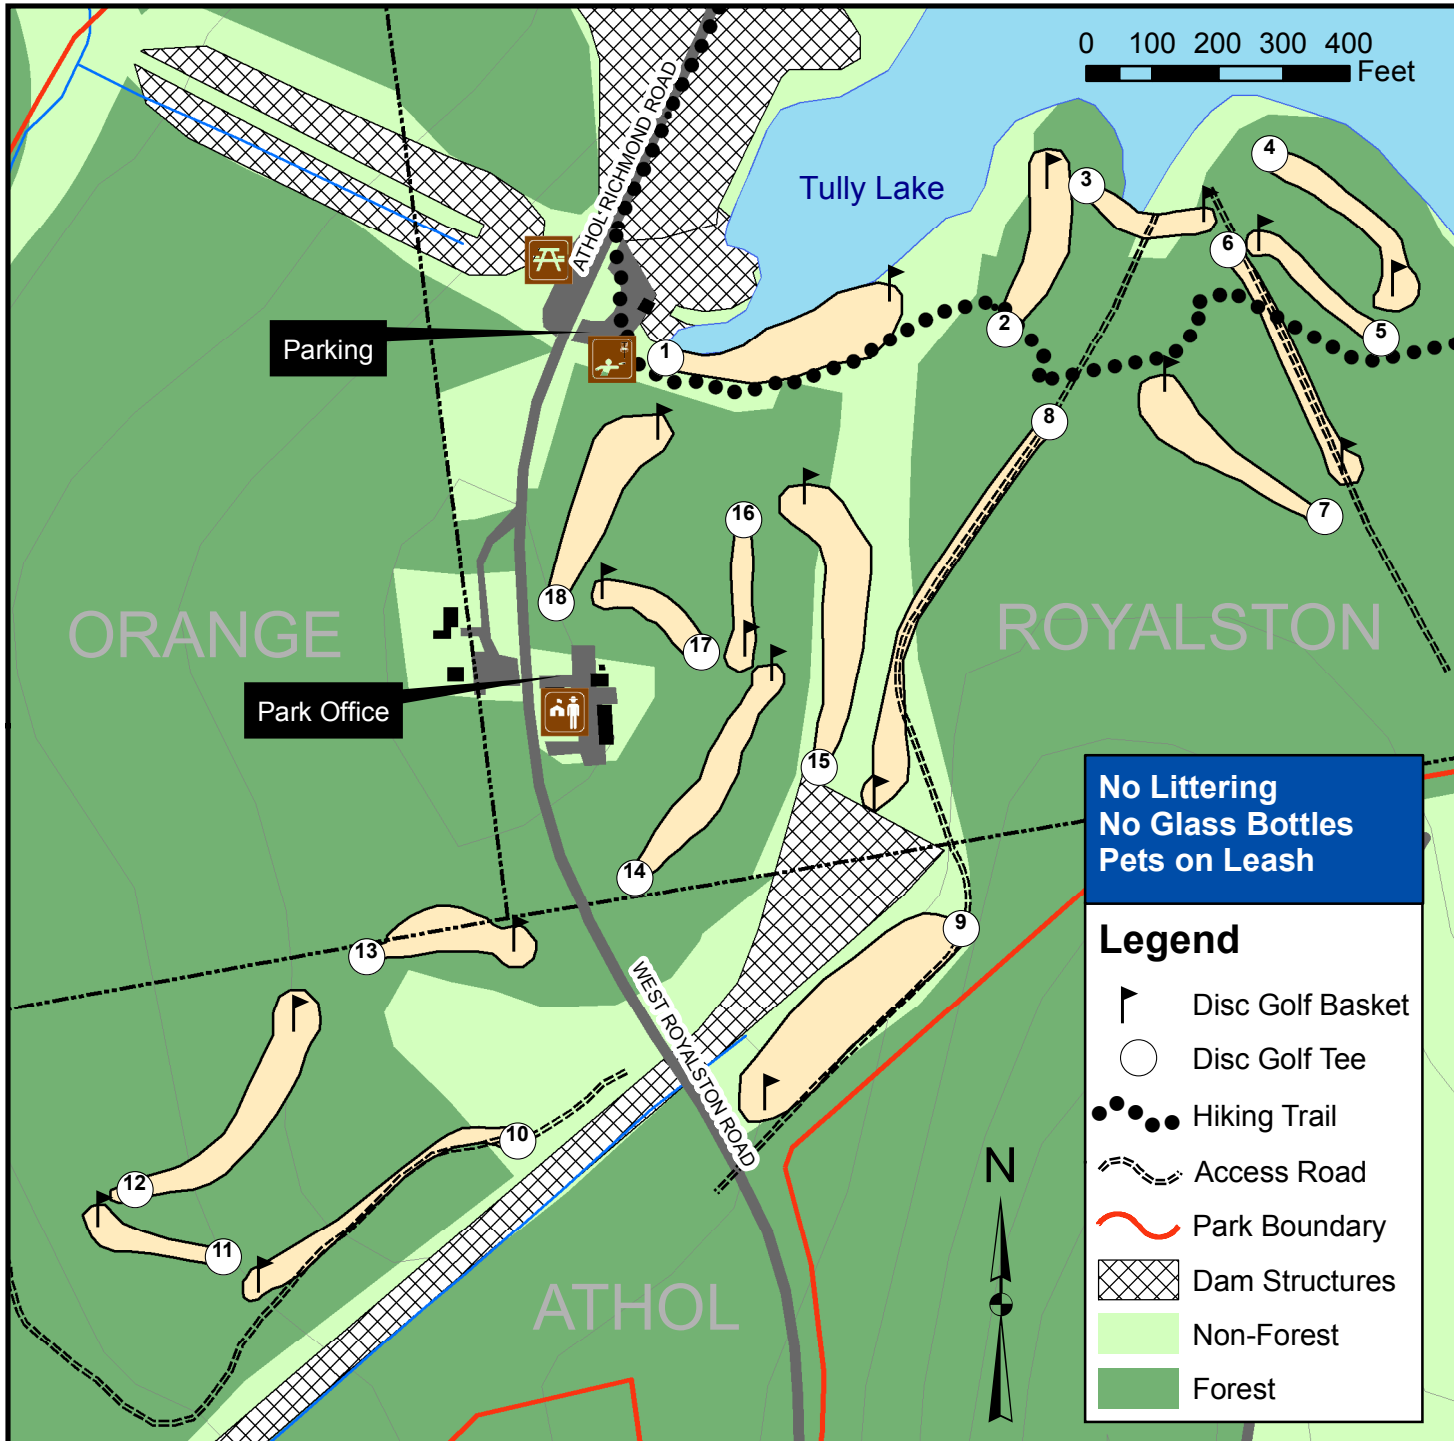 0 100 200 300 400
Feet
ATHOL-RICHMOND ROAD
Tully Lake
Parking
1
2
3
4
5
6
7
8
16
18
17
ORANGE
ROYALSTON
Park Office
15
14
13
9
WEST ROYALSTON ROAD
10
12
11
ATHOL
No Littering
No Glass Bottles
Pets on Leash
Legend
Disc Golf Basket
Disc Golf Tee
Hiking Trail
Access Road
Park Boundary
Dam Structures
Non-Forest
Forest
N